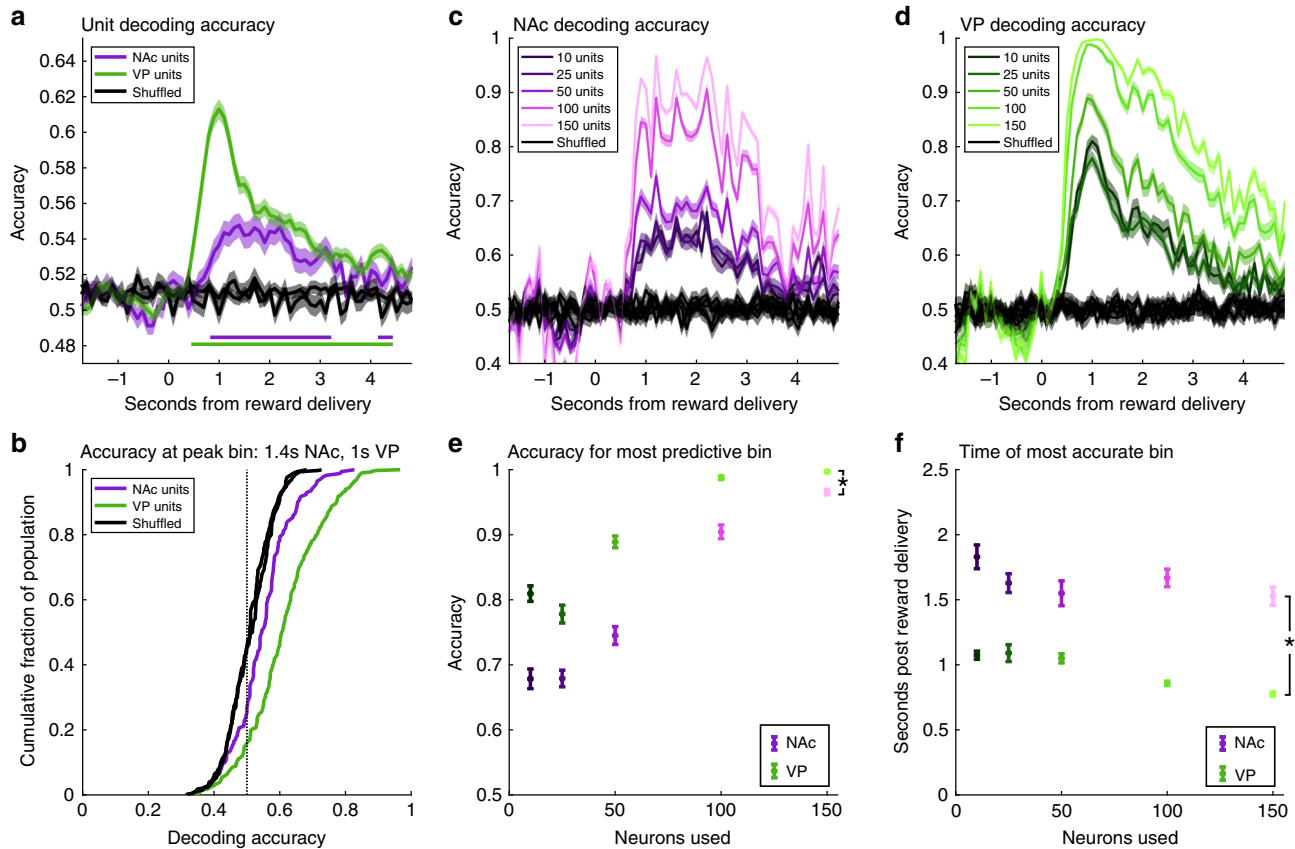 a
Unit decoding accuracy
NAc units
VP units
Shuffled
0.64
0.62
0.6
0.58
0.56
0.54
0.52
0.5
0.48
Accuracy
−1 0 1 2 3 4
Seconds from reward delivery
c
NAc decoding accuracy
10 units
25 units
50 units
100 units
150 units
Shuffled
1
0.9
0.8
0.7
0.6
0.5
0.4
Accuracy
−1 0 1 2 3 4
Seconds from reward delivery
d
VP decoding accuracy
10 units
25 units
50 units
100
150
Shuffled
1
0.9
0.8
0.7
0.6
0.5
0.4
Accuracy
−1 0 1 2 3 4
Seconds from reward delivery
b
Accuracy at peak bin: 1.4s NAc, 1s VP
NAc units
VP units
Shuffled
1
0.8
0.6
0.4
0.2
0
Cumulative fraction of population
0 0.2 0.4 0.6 0.8 1
Decoding accuracy
e
Accuracy for most predictive bin
1
0.9
0.8
0.7
0.6
0.5
Accuracy
*
NAc
VP
0 50 100 150
Neurons used
f
Time of most accurate bin
2.5
2
1.5
1
0.5
0
Seconds post reward delivery
*
NAc
VP
0 50 100 150
Neurons used